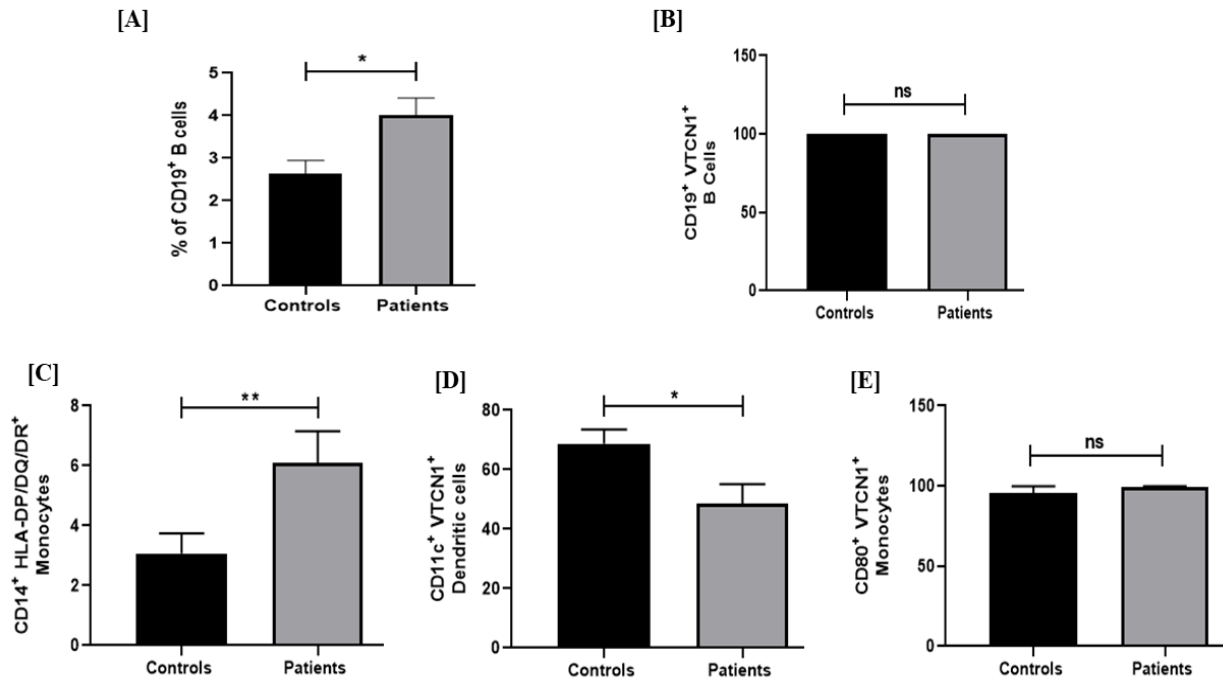 [A]
*
5
4
3
2
1
0
% of CD19⁺ B cells
Controls Patients
[B]
ns
150
100
50
0
CD19⁺ VTCN1⁺
B Cells
Controls Patients
[C]
**
8
6
4
2
0
CD14⁺ HLA-DP/DQ/DR⁺
Monocytes
Controls Patients
[D]
*
80
60
40
20
0
CD11c⁺ VTCN1⁺
Dendritic cells
Controls Patients
[E]
ns
150
100
50
0
CD80⁺ VTCN1⁺
Monocytes
Controls Patients